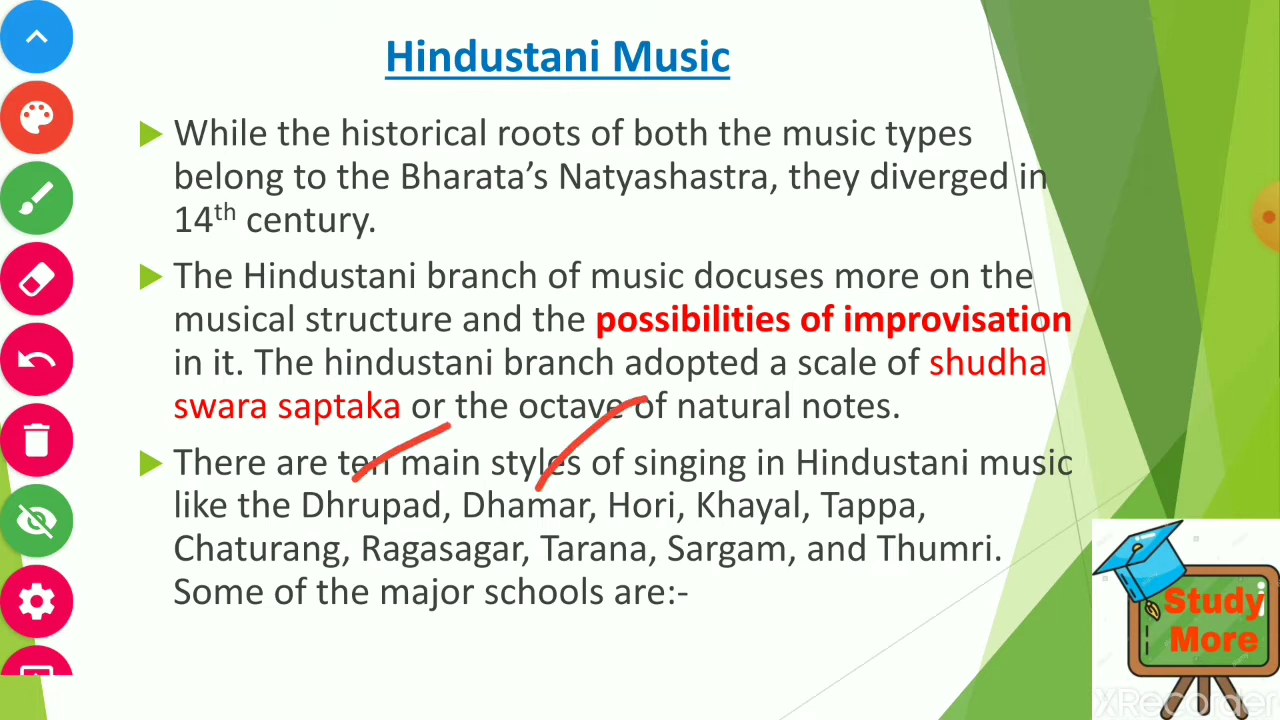 Hindustani Music
While the historical roots of both the music types
belong to the Bharata’s Natyashastra, they diverged in
14th century.
The Hindustani branch of music docuses more on the
musical structure and the possibilities of improvisation
in it. The hindustani branch adopted a scale of shudha
swara saptaka or the octave of natural notes.
There are ten main styles of singing in Hindustani music
like the Dhrupad, Dhamar, Hori, Khayal, Tappa,
Chaturang, Ragasagar, Tarana, Sargam, and Thumri.
Some of the major schools are:-
Study
More
XRecorder